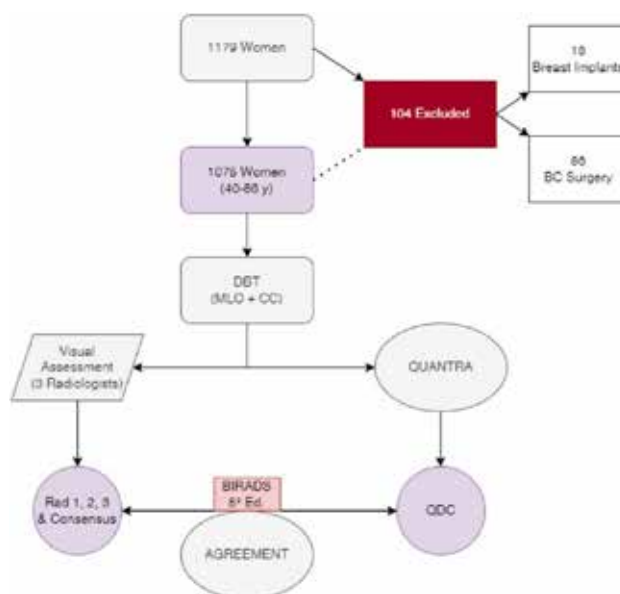 1179 Women
18
Breast Implants
104 Excluded
86
BC Surgery
1075 Women
(40-86 y)
DBT
(MLO + CC)
Visual
Assessment
(3 Radiologists)
QUANTRA
Rad 1, 2, 3
& Consensus
BIRADS
5ª Ed.
QDC
AGREEMENT